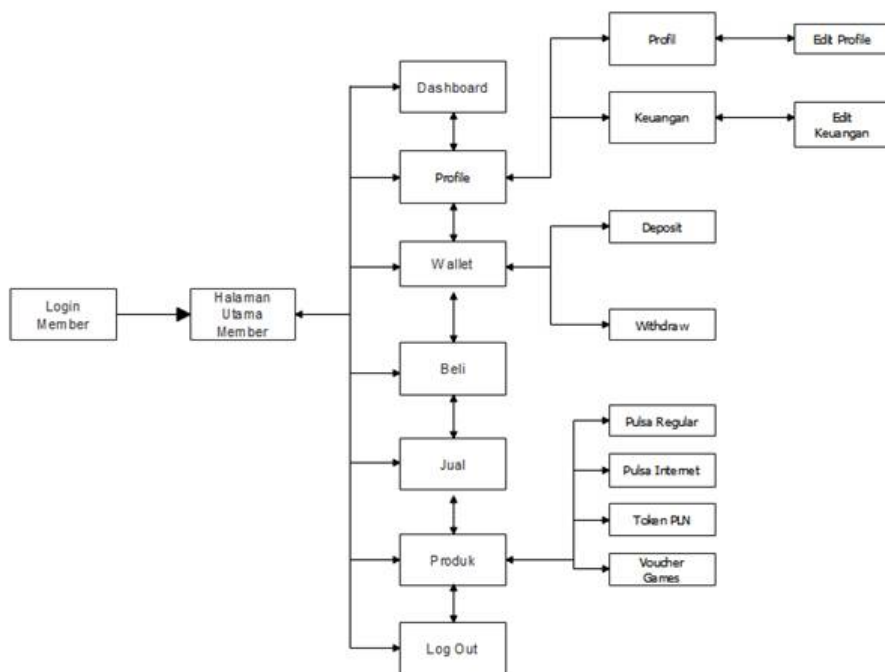 Profil
Edit Profile
Dashboard
Keuangan
Edit
Keuangan
Profile
Deposit
Wallet
Login
Member
Halaman
Utama
Member
Withdraw
Beli
Pulsa Regular
Jual
Pulsa Internet
Token PLN
Produk
Voucher
Games
Log Out